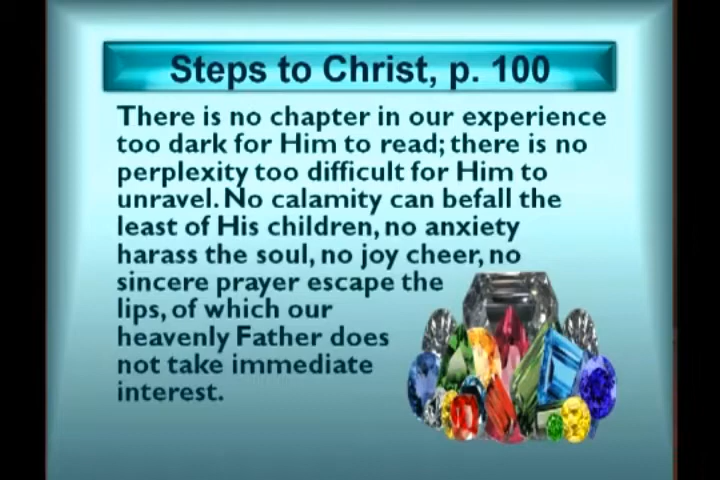 Steps to Christ, p. 100
There is no chapter in our experience
too dark for Him to read; there is no
perplexity too difficult for Him to
unravel. No calamity can befall the
least of His children, no anxiety
harass the soul, no joy cheer, no
sincere prayer escape the
lips, of which our
heavenly Father does
not take immediate
interest.